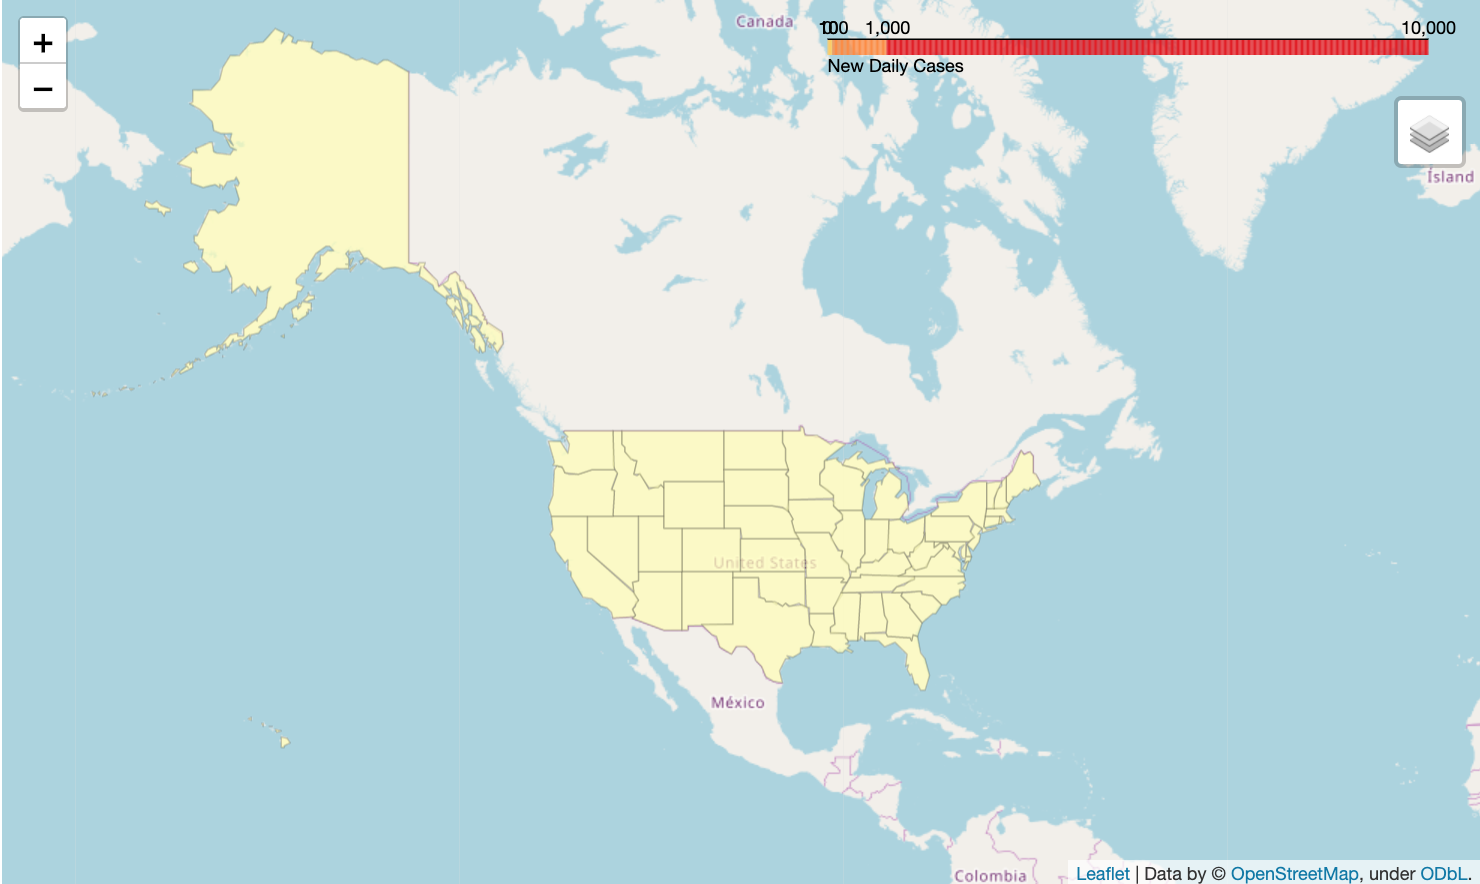 +
−
Canada
100 1,000 10,000
New Daily Cases
Ísland
United States
México
Colombia
Leaflet | Data by © OpenStreetMap, under ODbL.